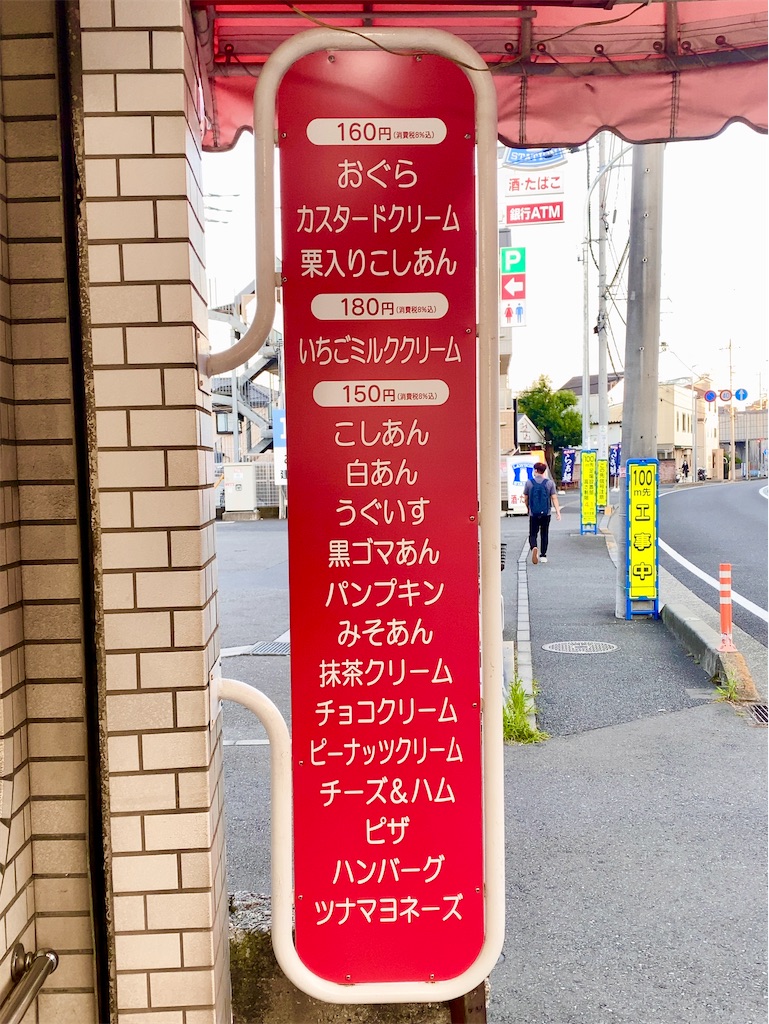 160円(消費税8%込)
おぐら
カスタードクリーム
栗入りこしあん
180円(消費税8%込)
いちごミルククリーム
150円(消費税8%込)
こしあん
白あん
うぐいす
黒ゴマあん
パンプキン
みそあん
抹茶クリーム
チョコクリーム
ピーナッツクリーム
チーズ&ハム
ピザ
ハンバーグ
ツナマヨネーズ
酒・たばこ
銀行ATM
P
100
m先
工事中